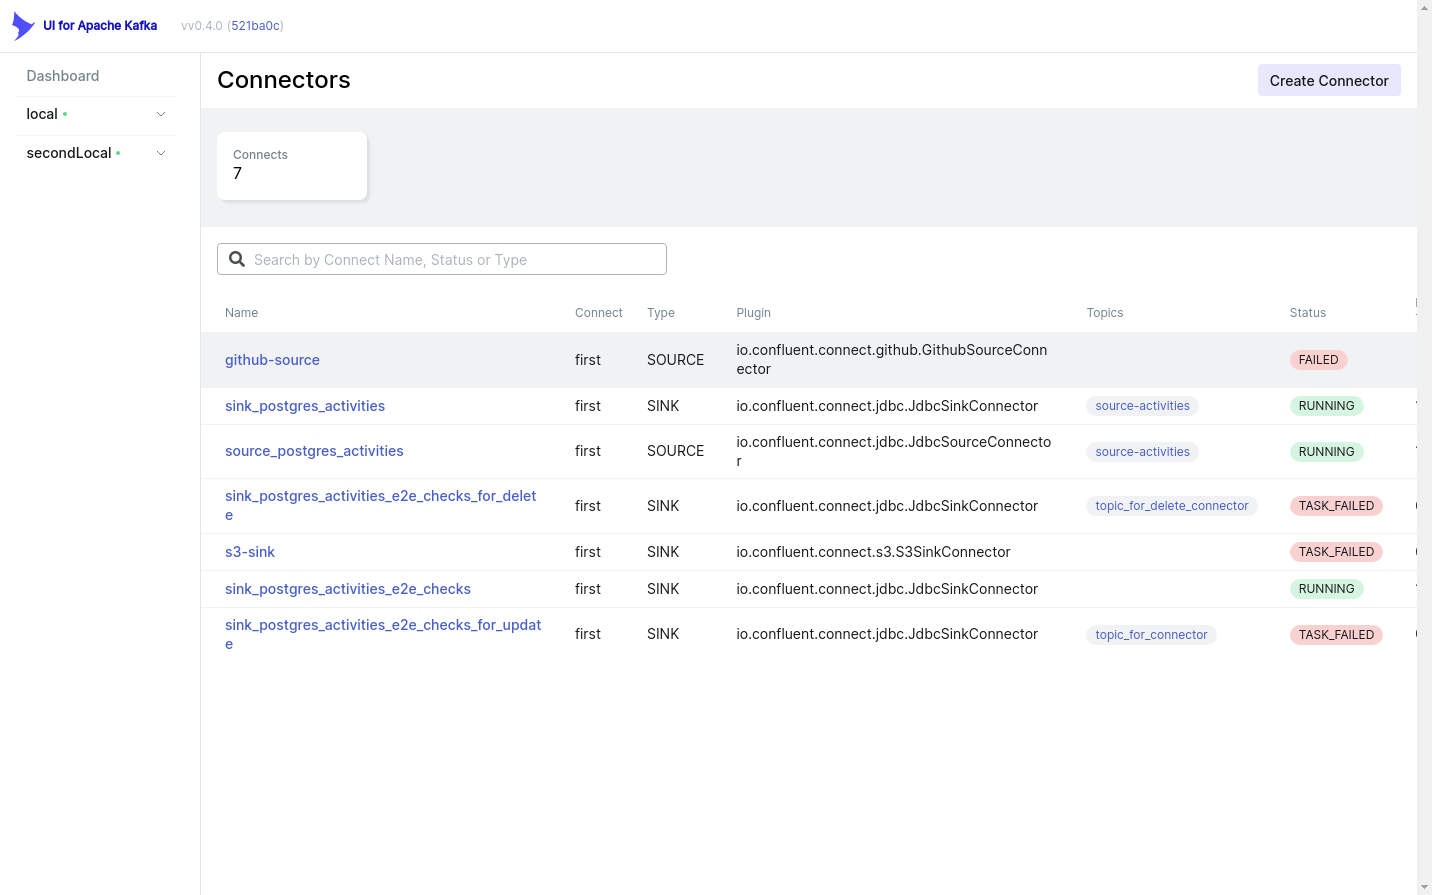 UI for Apache Kafka vv0.4.0 (521ba0c)
Dashboard
local
secondLocal
Connectors
Create Connector
Connects
7
Search by Connect Name, Status or Type
Name Connect Type Plugin Topics Status
github-source first SOURCE io.confluent.connect.github.GithubSourceConn
ector FAILED
sink_postgres_activities first SINK io.confluent.connect.jdbc.JdbcSinkConnector source-activities RUNNING
source_postgres_activities first SOURCE io.confluent.connect.jdbc.JdbcSourceConnecto
r source-activities RUNNING
sink_postgres_activities_e2e_checks_for_delet
e first SINK io.confluent.connect.jdbc.JdbcSinkConnector topic_for_delete_connector TASK_FAILED
s3-sink first SINK io.confluent.connect.s3.S3SinkConnector TASK_FAILED
sink_postgres_activities_e2e_checks first SINK io.confluent.connect.jdbc.JdbcSinkConnector RUNNING
sink_postgres_activities_e2e_checks_for_updat
e first SINK io.confluent.connect.jdbc.JdbcSinkConnector topic_for_connector TASK_FAILED